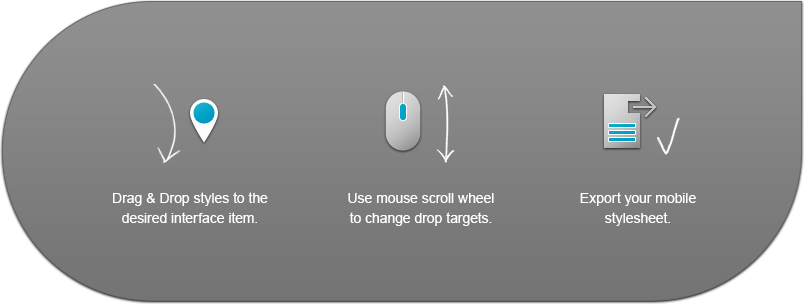 Drag & Drop styles to the
desired interface item.
Use mouse scroll wheel
to change drop targets.
Export your mobile
stylesheet.